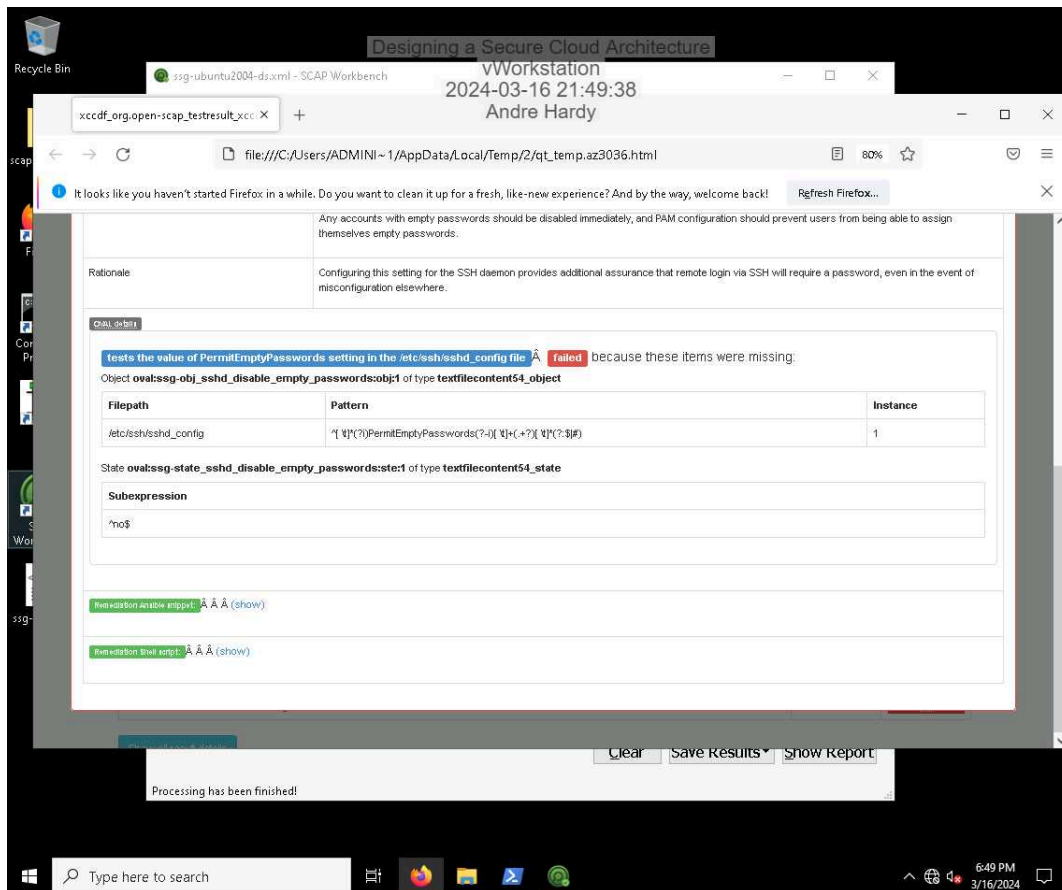 Recycle Bin
Designing a Secure Cloud Architecture
vWorkstation
2024-03-16 21:49:38
Andre Hardy
ssg-ubuntu2004-ds.xml - SCAP Workbench
xccdf_org.open-scap_testresult_xcc
file:///C:/Users/ADMINI~1/AppData/Local/Temp/2/qt_temp.az3036.html
80%
It looks like you haven't started Firefox in a while. Do you want to clean it up for a fresh, like-new experience? And by the way, welcome back!
Refresh Firefox...
Any accounts with empty passwords should be disabled immediately, and PAM configuration should prevent users from being able to assign
themselves empty passwords.
Rationale
Configuring this setting for the SSH daemon provides additional assurance that remote login via SSH will require a password, even in the event of
misconfiguration elsewhere.
OVAL details
tests the value of PermitEmptyPasswords setting in the /etc/ssh/sshd_config file Â failed because these items were missing:
Object oval:ssg-obj_sshd_disable_empty_passwords:obj:1 of type textfilecontent54_object
Filepath Pattern Instance
/etc/ssh/sshd_config ^[ \t]*(?i)PermitEmptyPasswords(?-i)[ \t]+(.+?)[ \t]*(?:$|#) 1
State oval:ssg-state_sshd_disable_empty_passwords:ste:1 of type textfilecontent54_state
Subexpression
^no$
Remediation Ansible snippet: Â Â Â (show)
Remediation Shell script: Â Â Â (show)
Clear Save Results Show Report
Processing has been finished!
Type here to search
6:49 PM
3/16/2024